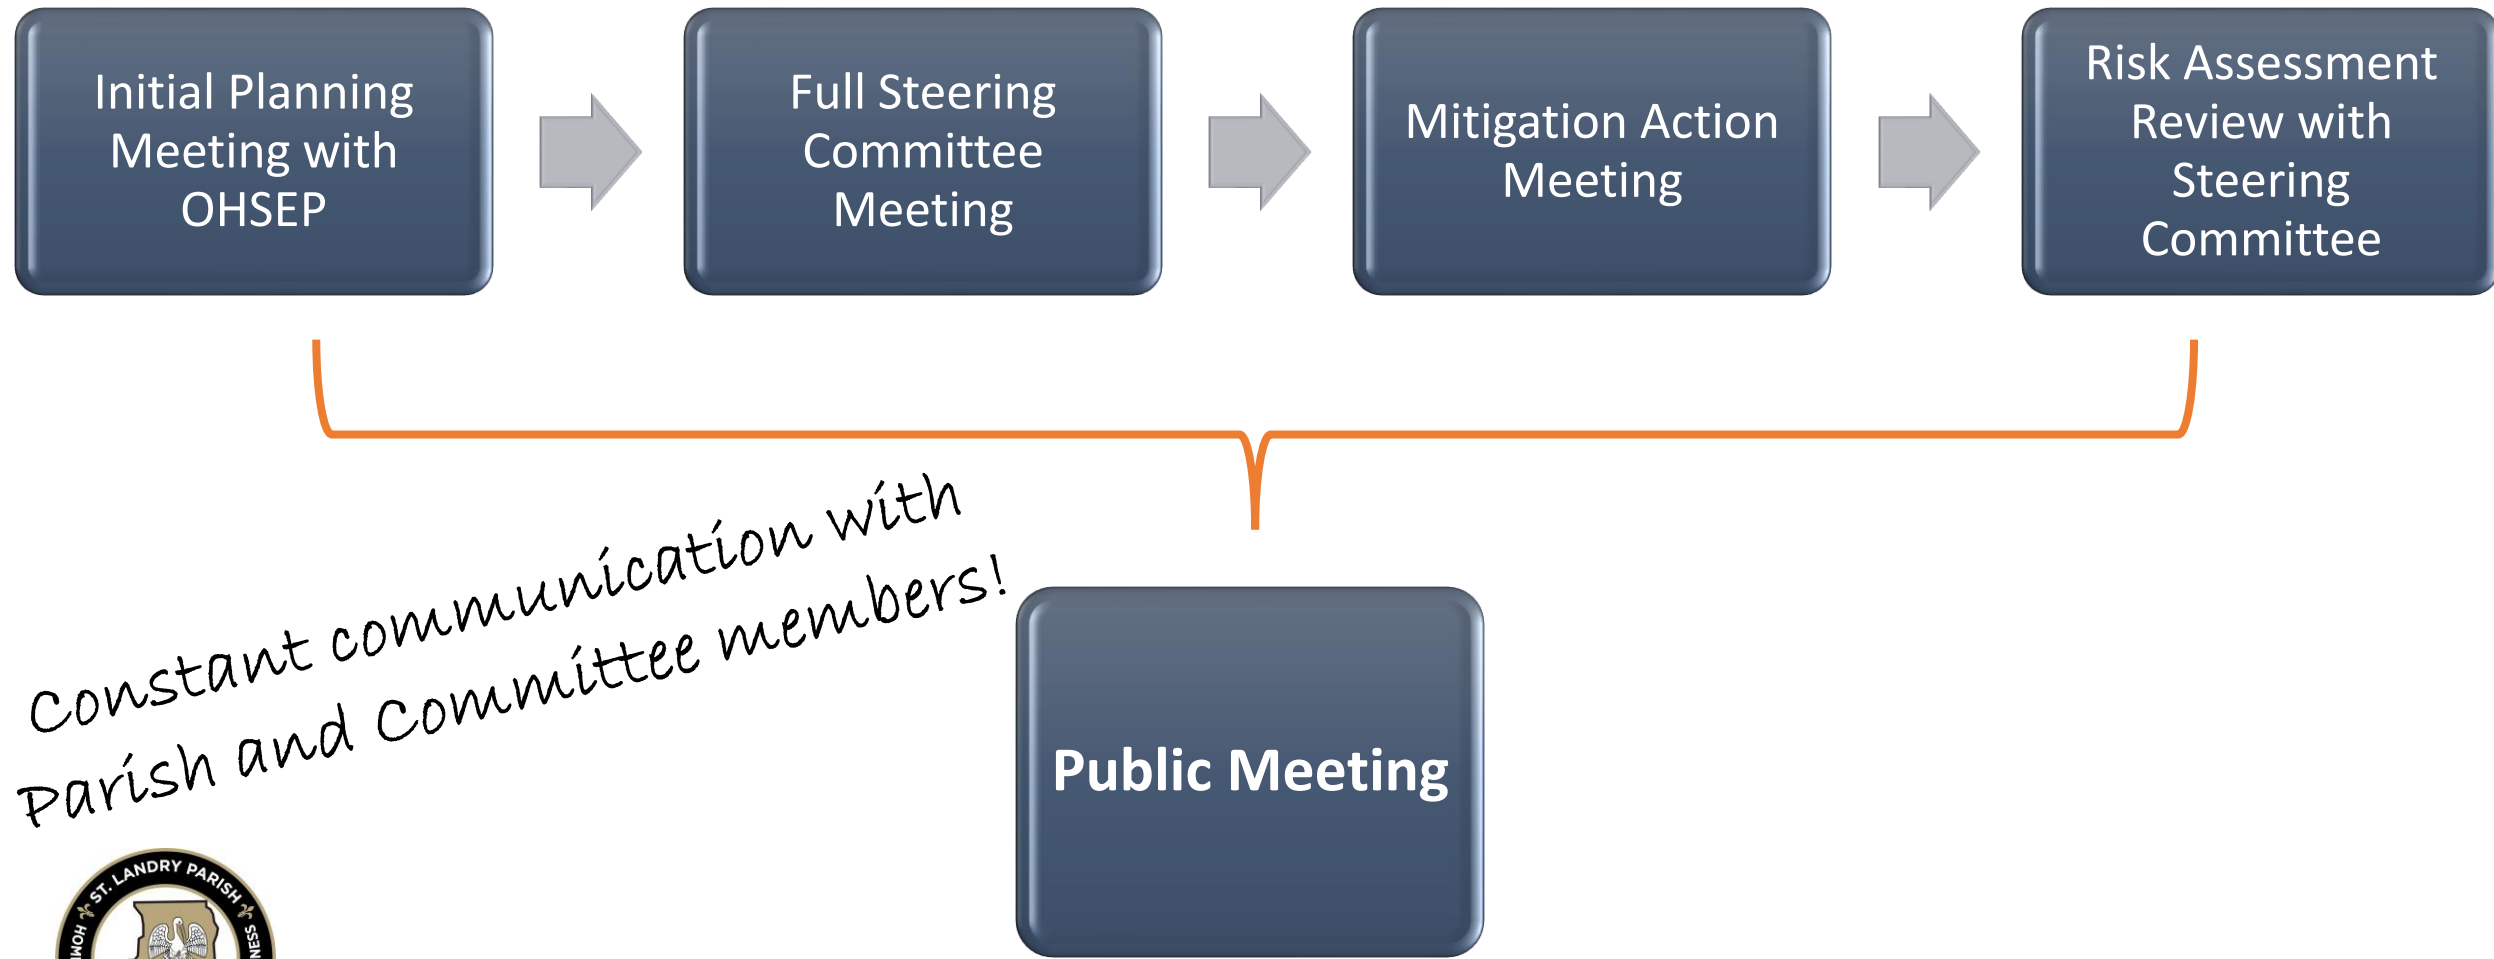 Initial Planning
Meeting with
OHSEP
Full Steering
Committee
Meeting
Mitigation Action
Meeting
Risk Assessment
Review with
Steering
Committee
Constant communication with
Parish and Committee members!
Public Meeting
ST. LANDRY PARISH